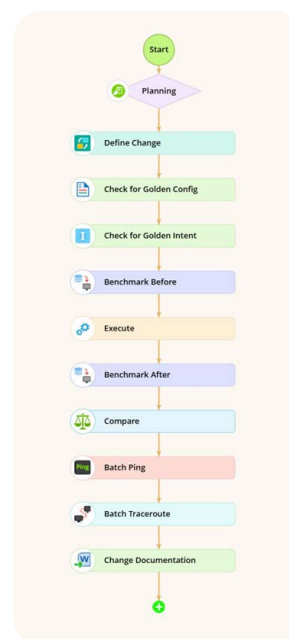 Start
Planning
Define Change
Check for Golden Config
Check for Golden Intent
I
Benchmark Before
Execute
Benchmark After
Compare
Ping
Batch Ping
Batch Traceroute
W
Change Documentation